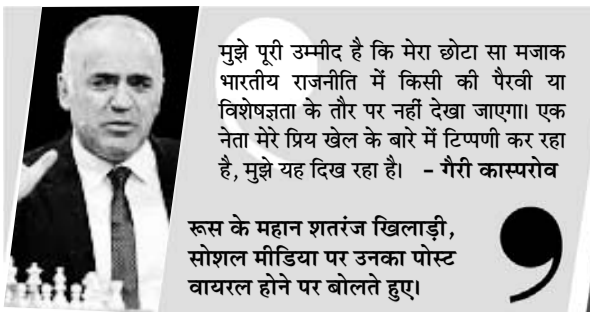 मुझे पूरी उम्मीद है कि मेरा छोटा सा मजाक
भारतीय राजनीति में किसी की पैरवी या
विशेषज्ञता के तौर पर नहीं देखा जाएगा। एक
नेता मेरे प्रिय खेल के बारे में टिप्पणी कर रहा
है, मुझे यह दिख रहा है। - गैरी कास्परोव
रूस के महान शतरंज खिलाड़ी,
सोशल मीडिया पर उनका पोस्ट
वायरल होने पर बोलते हुए।